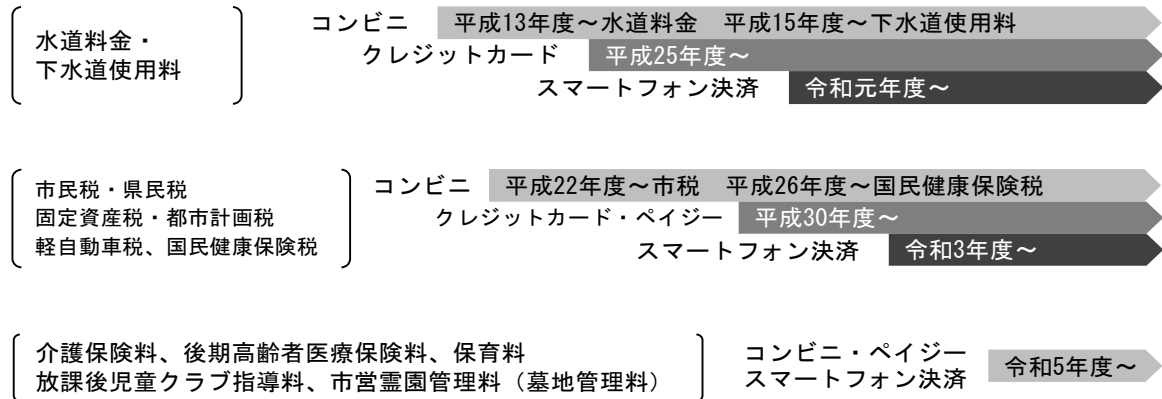 水道料金・
下水道使用料
コンビニ 平成13年度～水道料金 平成15年度～下水道使用料
クレジットカード 平成25年度～
スマートフォン決済 令和元年度～
市民税・県民税
固定資産税・都市計画税
軽自動車税、国民健康保険税
コンビニ 平成22年度～市税 平成26年度～国民健康保険税
クレジットカード・ペイジー 平成30年度～
スマートフォン決済 令和3年度～
介護保険料、後期高齢者医療保険料、保育料
放課後児童クラブ指導料、市営霊園管理料（墓地管理料）
コンビニ・ペイジー
スマートフォン決済
令和5年度～